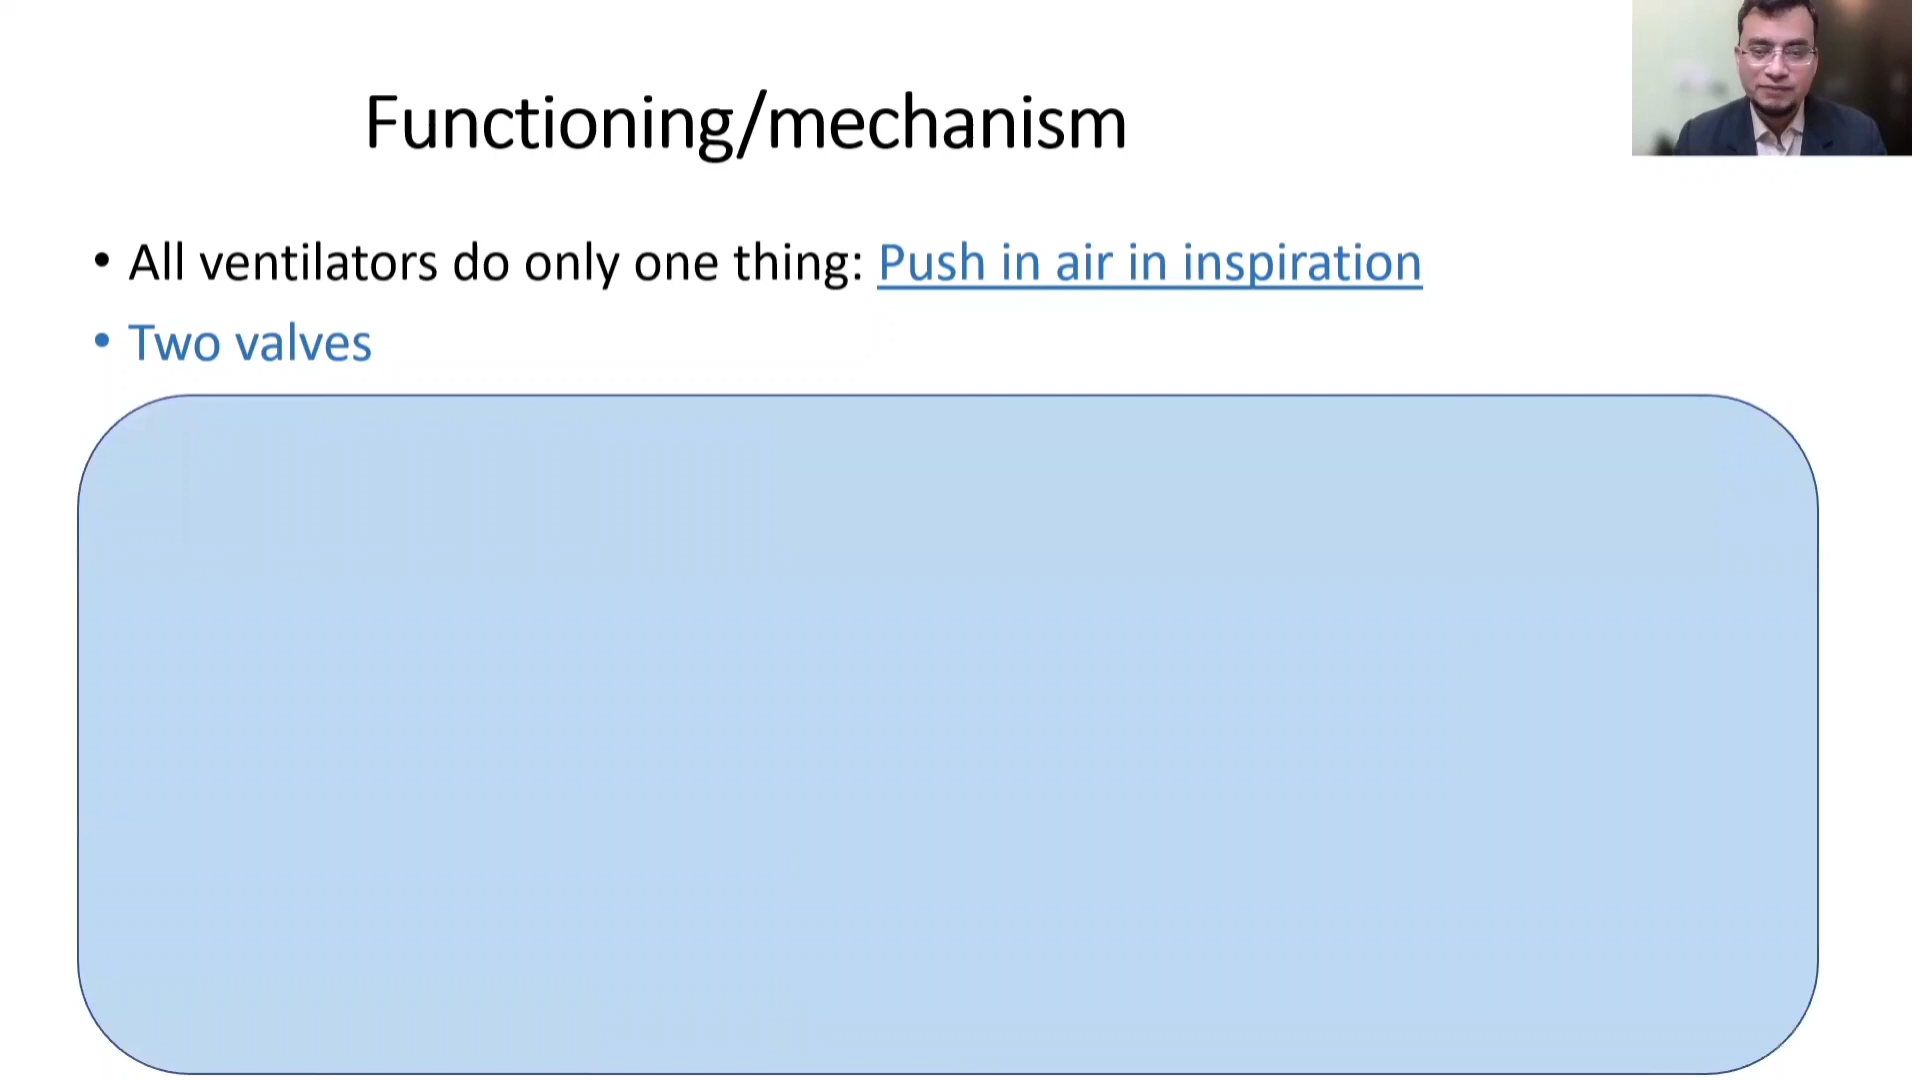 Functioning/mechanism
• All ventilators do only one thing: Push in air in inspiration
• Two valves